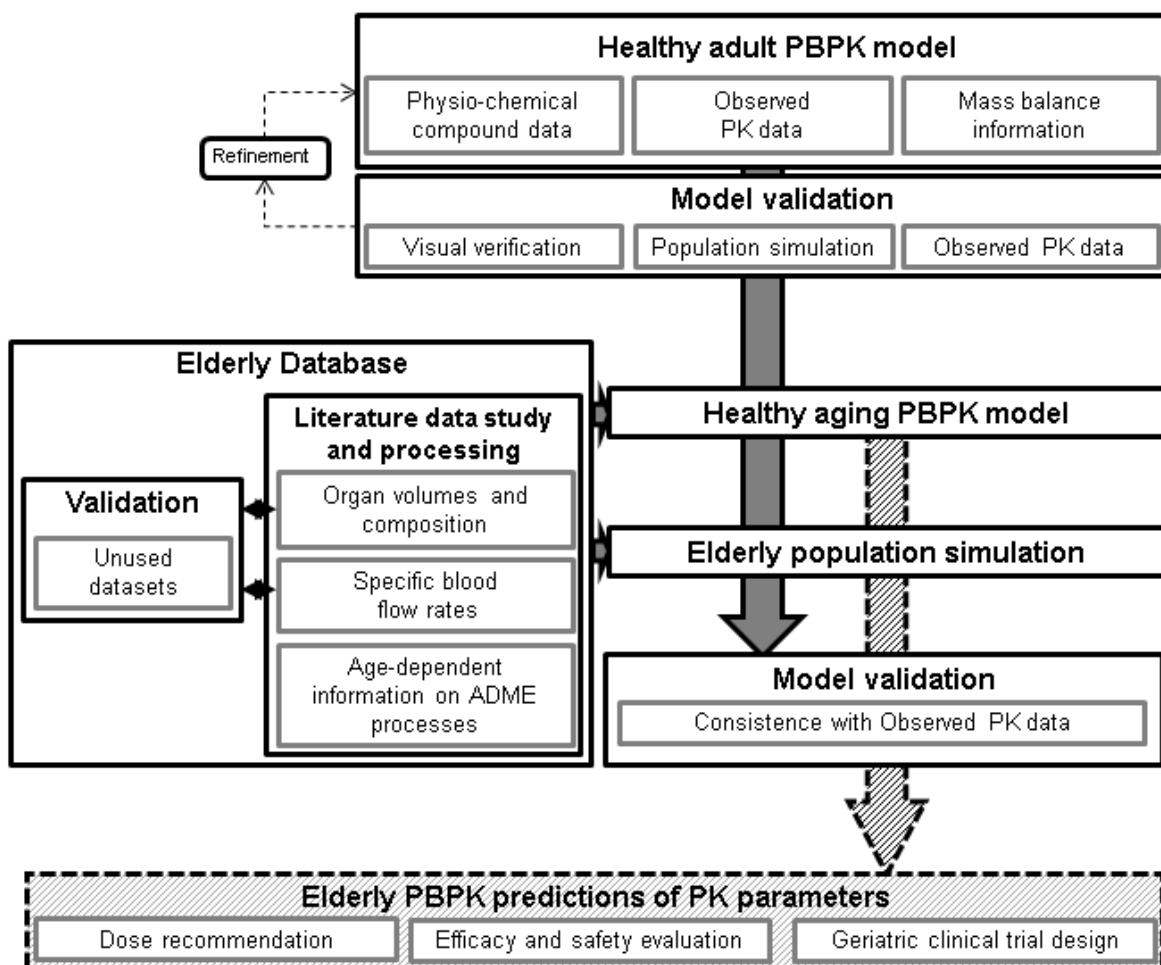 Healthy adult PBPK model
Physio-chemical
compound data
Observed
PK data
Mass balance
information
Refinement
Model validation
Visual verification
Population simulation
Observed PK data
Elderly Database
Literature data study
and processing
Validation
Unused
datasets
Organ volumes and
composition
Specific blood
flow rates
Age-dependent
information on ADME
processes
Healthy aging PBPK model
Elderly population simulation
Model validation
Consistence with Observed PK data
Elderly PBPK predictions of PK parameters
Dose recommendation
Efficacy and safety evaluation
Geriatric clinical trial design